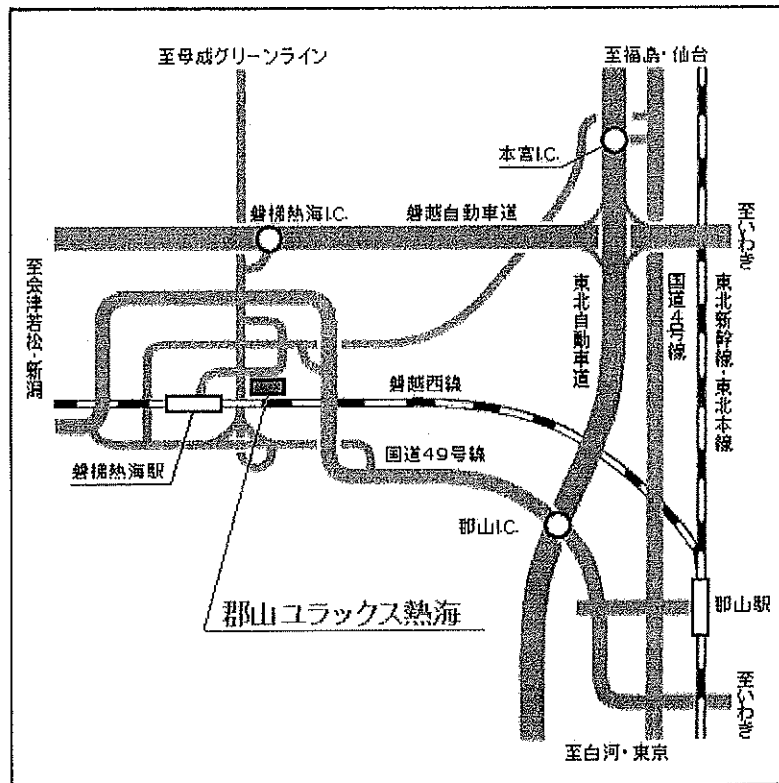 至母成グリーンライン
至福島・仙台
本宮I.C.
磐梯熱海I.C.
磐越自動車道
至いわき
至会津若松・新潟
東北自動車道
国道4号線
東北新幹線・東北本線
磐越西線
磐梯熱海駅
国道49号線
郡山I.C.
郡山ユラックス熱海
郡山駅
至いわき
至白河・東京